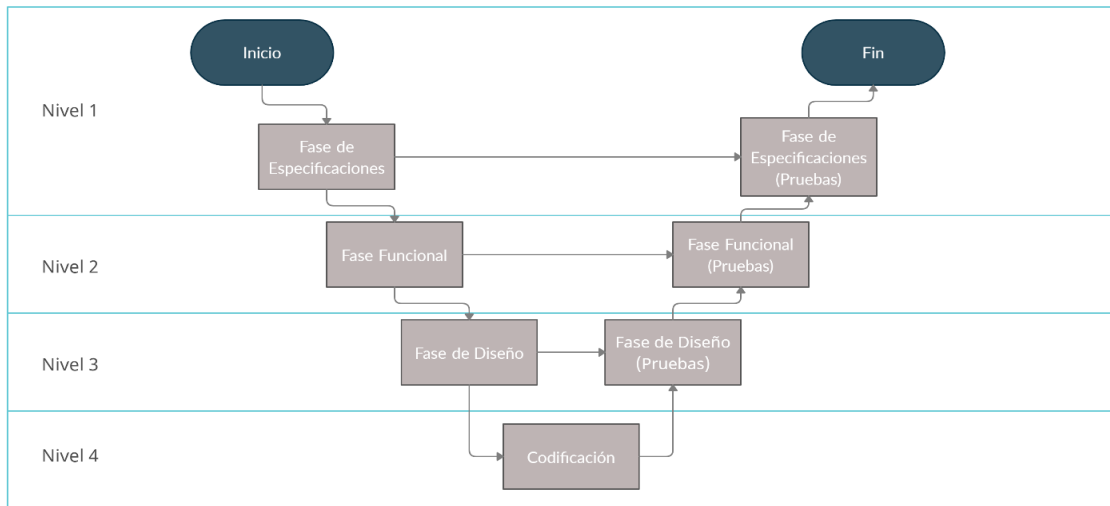 Inicio
Fin
Nivel 1
Fase de
Especificaciones
Fase de
Especificaciones
(Pruebas)
Nivel 2
Fase Funcional
Fase Funcional
(Pruebas)
Nivel 3
Fase de Diseño
Fase de Diseño
(Pruebas)
Nivel 4
Codificación